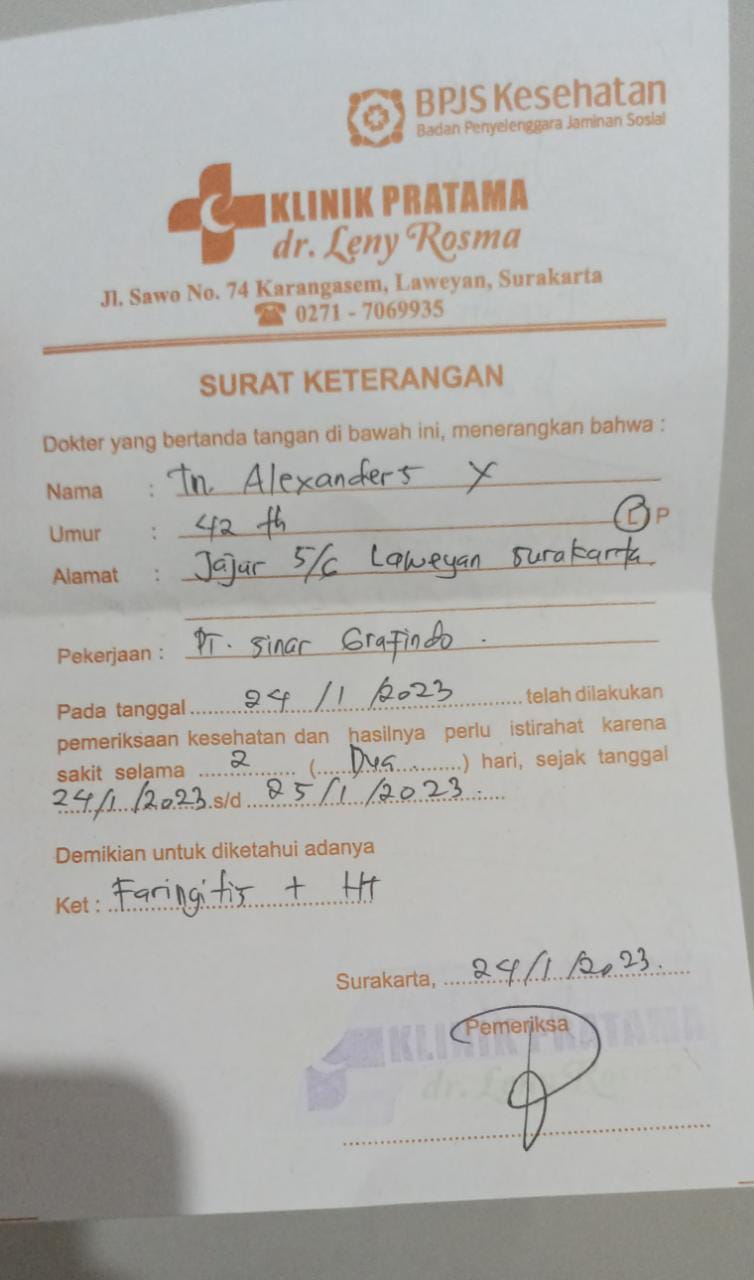 BPJS Kesehatan
Badan Penyelenggara Jaminan Sosial
KLINIK PRATAMA
dr. Leny Rosma
Jl. Sawo No. 74 Karangasem, Laweyan, Surakarta
☎ 0271 - 7069935
SURAT KETERANGAN
Dokter yang bertanda tangan di bawah ini, menerangkan bahwa :
Nama : Tn. Alexanders Y
Umur : 42 th L P
Alamat : Jajar 5/6 Laweyan Surakarta.
Pekerjaan : PT. Sinar Grafindo.
Pada tanggal 24/1/2023 telah dilakukan
pemeriksaan kesehatan dan hasilnya perlu istirahat karena
sakit selama 2 (Dua) hari, sejak tanggal
24/1/2023 s/d 25/1/2023.
Demikian untuk diketahui adanya
Ket : Faringitis + HT
Surakarta, 24/1/2023.
Pemeriksa
KLINIK PRATAMA
dr. Leny Rosma